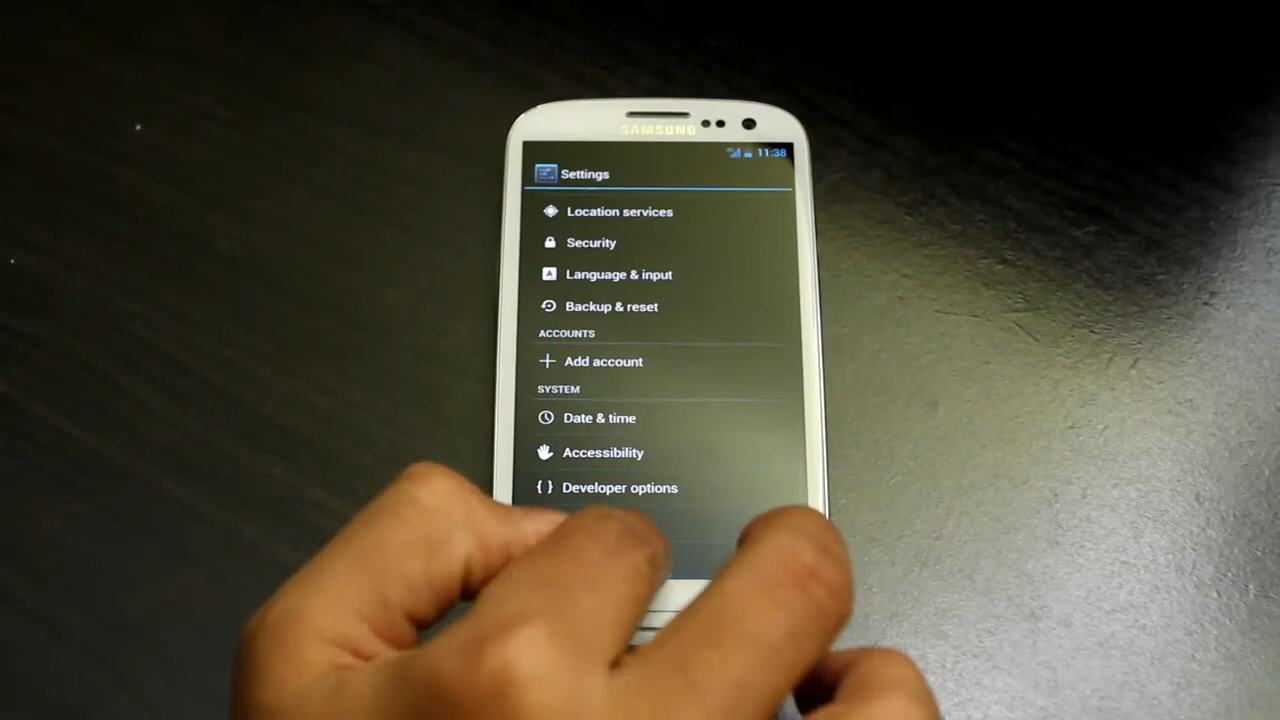 SAMSUNG
11:38
Settings
Location services
Security
Language & input
Backup & reset
ACCOUNTS
Add account
SYSTEM
Date & time
Accessibility
{ } Developer options